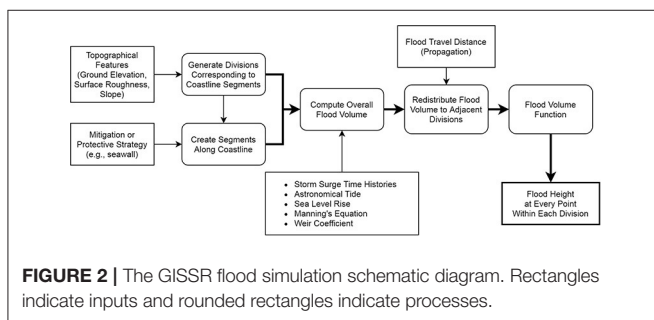 Topographical
Features
(Ground Elevation,
Surface Roughness,
Slope)
Generate Divisions
Corresponding to
Coastline Segments
Flood Travel Distance
(Propagation)
Mitigation or
Protective Strategy
(e.g., seawall)
Create Segments
Along Coastline
Compute Overall
Flood Volume
Redistribute Flood
Volume to Adjacent
Divisions
Flood Volume
Function
• Storm Surge Time Histories
• Astronomical Tide
• Sea Level Rise
• Manning's Equation
• Weir Coefficient
Flood Height
at Every Point
Within Each Division
FIGURE 2 | The GISSR flood simulation schematic diagram. Rectangles
indicate inputs and rounded rectangles indicate processes.